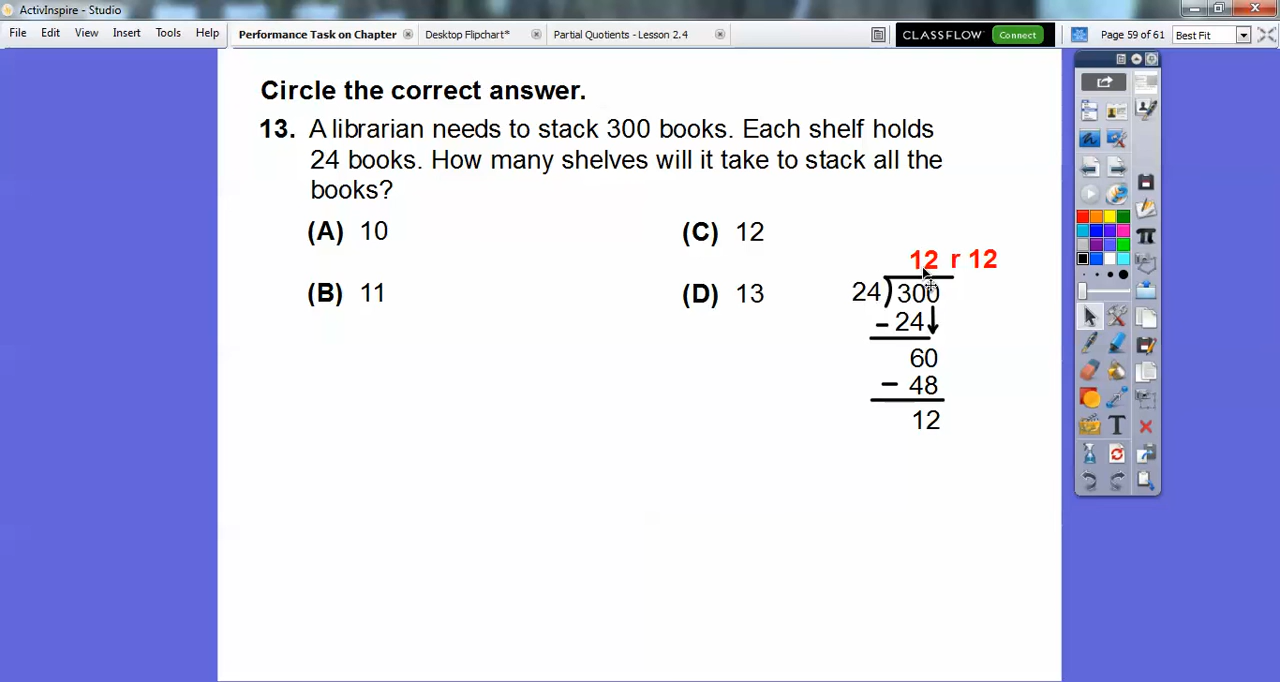 ActivInspire - Studio
File Edit View Insert Tools Help
Performance Task on Chapter
Desktop Flipchart*
Partial Quotients - Lesson 2.4
CLASSFLOW Connect
Page 59 of 61
Best Fit
Circle the correct answer.
13. A librarian needs to stack 300 books. Each shelf holds
24 books. How many shelves will it take to stack all the
books?
(A) 10
(C) 12
(B) 11
(D) 13
12 r 12
24)300
- 24
60
- 48
12